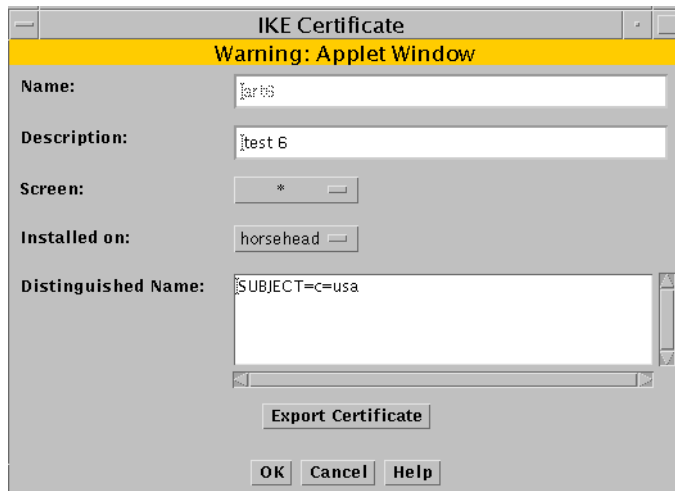 IKE Certificate
Warning: Applet Window
Name: art6
Description: test 6
Screen: *
Installed on: horsehead
Distinguished Name: SUBJECT=c=usa
Export Certificate
OK Cancel Help